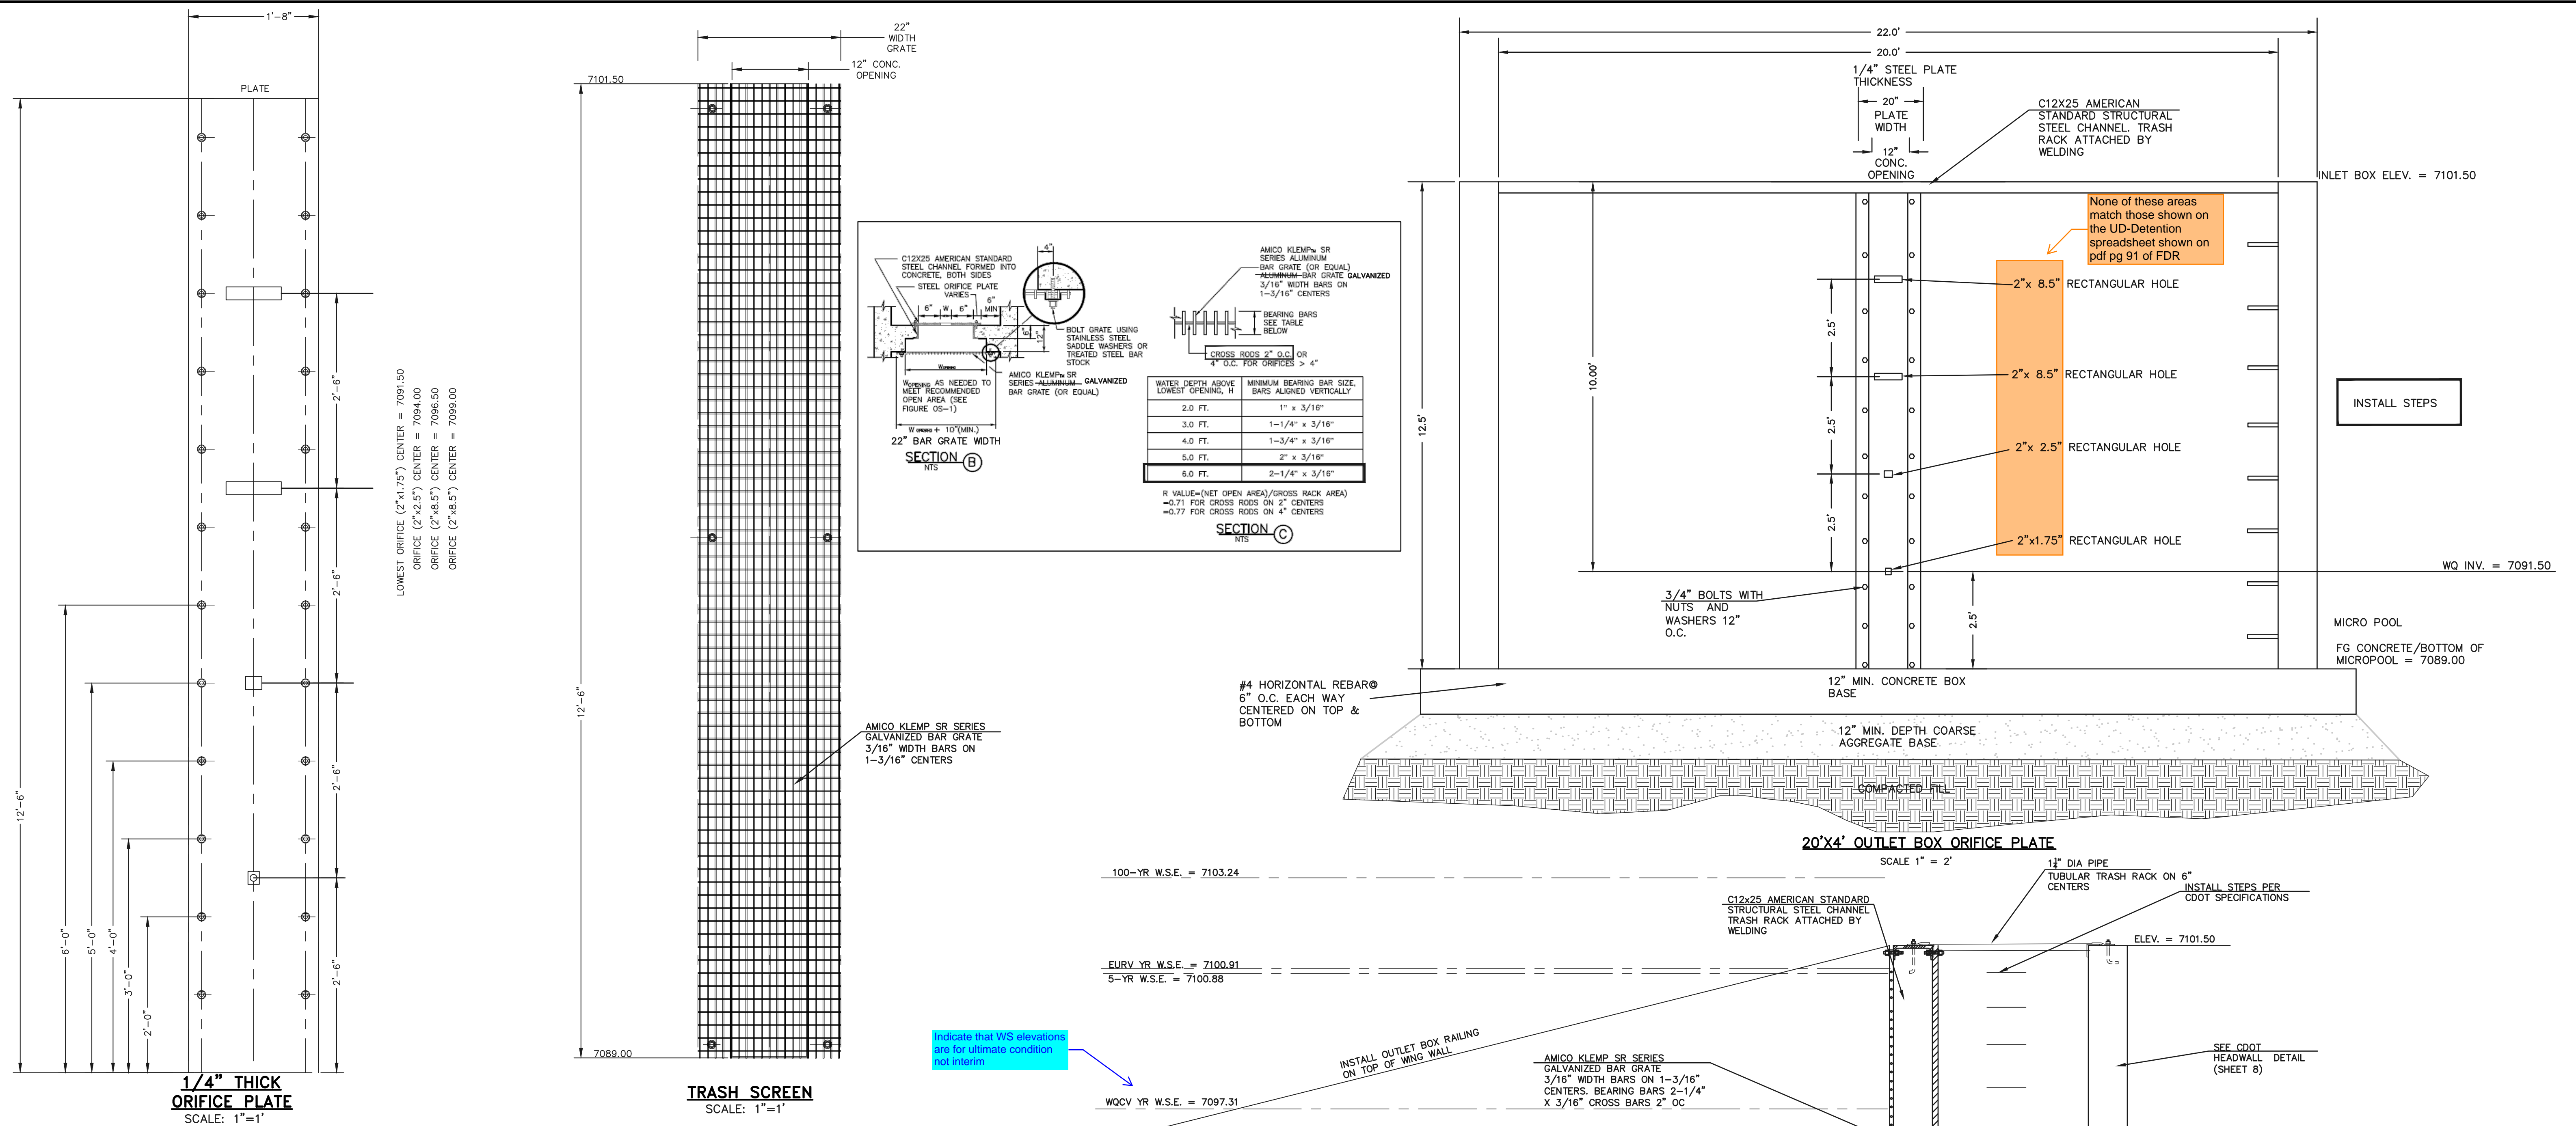 1'-8"
PLATE
12'-6"
6'-0"
5'-0"
4'-0"
3'-0"
2'-0"
2'-6"
2'-6"
2'-6"
2'-6"
LOWEST ORIFICE (2"x1.75") CENTER = 7091.50
ORIFICE (2"x2.5") CENTER = 7094.00
ORIFICE (2"x8.5") CENTER = 7096.50
ORIFICE (2"x8.5") CENTER = 7099.00
1/4" THICK
ORIFICE PLATE
SCALE: 1"=1'
22"
WIDTH
GRATE
12" CONC.
OPENING
7101.50
12'-6"
7089.00
AMICO KLEMP SR SERIES
GALVANIZED BAR GRATE
3/16" WIDTH BARS ON
1-3/16" CENTERS
TRASH SCREEN
SCALE: 1"=1'
C12X25 AMERICAN STANDARD
STEEL CHANNEL FORMED INTO
CONCRETE, BOTH SIDES
STEEL ORIFICE PLATE
VARIES
6"
W
6"
6"
MIN
4"
6"
12"
BOLT GRATE USING
STAINLESS STEEL
SADDLE WASHERS OR
TREATED STEEL BAR
STOCK
WOPENING
WOPENING AS NEEDED TO
MEET RECOMMENDED
OPEN AREA (SEE
FIGURE OS-1)
AMICO KLEMP™ SR
SERIES ALUMINUM GALVANIZED
BAR GRATE (OR EQUAL)
W OPENING + 10"(MIN.)
22" BAR GRATE WIDTH
SECTION B
NTS
AMICO KLEMP™ SR
SERIES ALUMINUM
BAR GRATE (OR EQUAL)
ALUMINUM BAR GRATE GALVANIZED
3/16" WIDTH BARS ON
1-3/16" CENTERS
BEARING BARS
SEE TABLE
BELOW
CROSS RODS 2" O.C. OR
4" O.C. FOR ORIFICES > 4"
WATER DEPTH ABOVE LOWEST OPENING, H
MINIMUM BEARING BAR SIZE, BARS ALIGNED VERTICALLY
2.0 FT. 1" x 3/16"
3.0 FT. 1-1/4" x 3/16"
4.0 FT. 1-3/4" x 3/16"
5.0 FT. 2" x 3/16"
6.0 FT. 2-1/4" x 3/16"
R VALUE=(NET OPEN AREA)/GROSS RACK AREA)
=0.71 FOR CROSS RODS ON 2" CENTERS
=0.77 FOR CROSS RODS ON 4" CENTERS
SECTION C
NTS
22.0'
20.0'
1/4" STEEL PLATE
THICKNESS
20"
PLATE
WIDTH
12"
CONC.
OPENING
C12X25 AMERICAN
STANDARD STRUCTURAL
STEEL CHANNEL. TRASH
RACK ATTACHED BY
WELDING
INLET BOX ELEV. = 7101.50
None of these areas
match those shown on
the UD-Detention
spreadsheet shown on
pdf pg 91 of FDR
2"x 8.5" RECTANGULAR HOLE
2"x 8.5" RECTANGULAR HOLE
2"x 2.5" RECTANGULAR HOLE
2"x1.75" RECTANGULAR HOLE
12.5'
10.00'
2.5'
2.5'
2.5'
2.5'
INSTALL STEPS
WQ INV. = 7091.50
3/4" BOLTS WITH
NUTS AND
WASHERS 12"
O.C.
MICRO POOL
FG CONCRETE/BOTTOM OF
MICROPOOL = 7089.00
#4 HORIZONTAL REBAR@
6" O.C. EACH WAY
CENTERED ON TOP &
BOTTOM
12" MIN. CONCRETE BOX
BASE
12" MIN. DEPTH COARSE
AGGREGATE BASE
COMPACTED FILL
20'X4' OUTLET BOX ORIFICE PLATE
SCALE 1" = 2'
100-YR W.S.E. = 7103.24
EURV YR W.S.E. = 7100.91
5-YR W.S.E. = 7100.88
WQCV YR W.S.E. = 7097.31
Indicate that WS elevations
are for ultimate condition
not interim
INSTALL OUTLET BOX RAILING
ON TOP OF WING WALL
C12x25 AMERICAN STANDARD
STRUCTURAL STEEL CHANNEL
TRASH RACK ATTACHED BY
WELDING
DIA PIPE
TUBULAR TRASH RACK ON 6"
CENTERS
INSTALL STEPS PER
CDOT SPECIFICATIONS
ELEV. = 7101.50
AMICO KLEMP SR SERIES
GALVANIZED BAR GRATE
3/16" WIDTH BARS ON 1-3/16"
CENTERS. BEARING BARS 2-1/4"
X 3/16" CROSS BARS 2" OC
SEE CDOT
HEADWALL DETAIL
(SHEET 8)